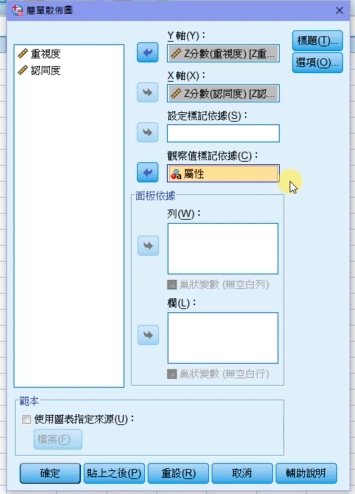 簡單散佈圖
重視度
認同度
Y 軸(Y)：
Z分數(重視度) [Z重...
X 軸(X)：
Z分數(認同度) [Z認...
設定標記依據(S)：
觀察值標記依據(C)：
屬性
標題(T)...
選項(O)...
面板依據
列(W)：
巢狀變數 (無空白列)
欄(L)：
巢狀變數 (無空白行)
範本
使用圖表指定來源(U)：
檔案(F)...
確定
貼上之後(P)
重設(R)
取消
輔助說明